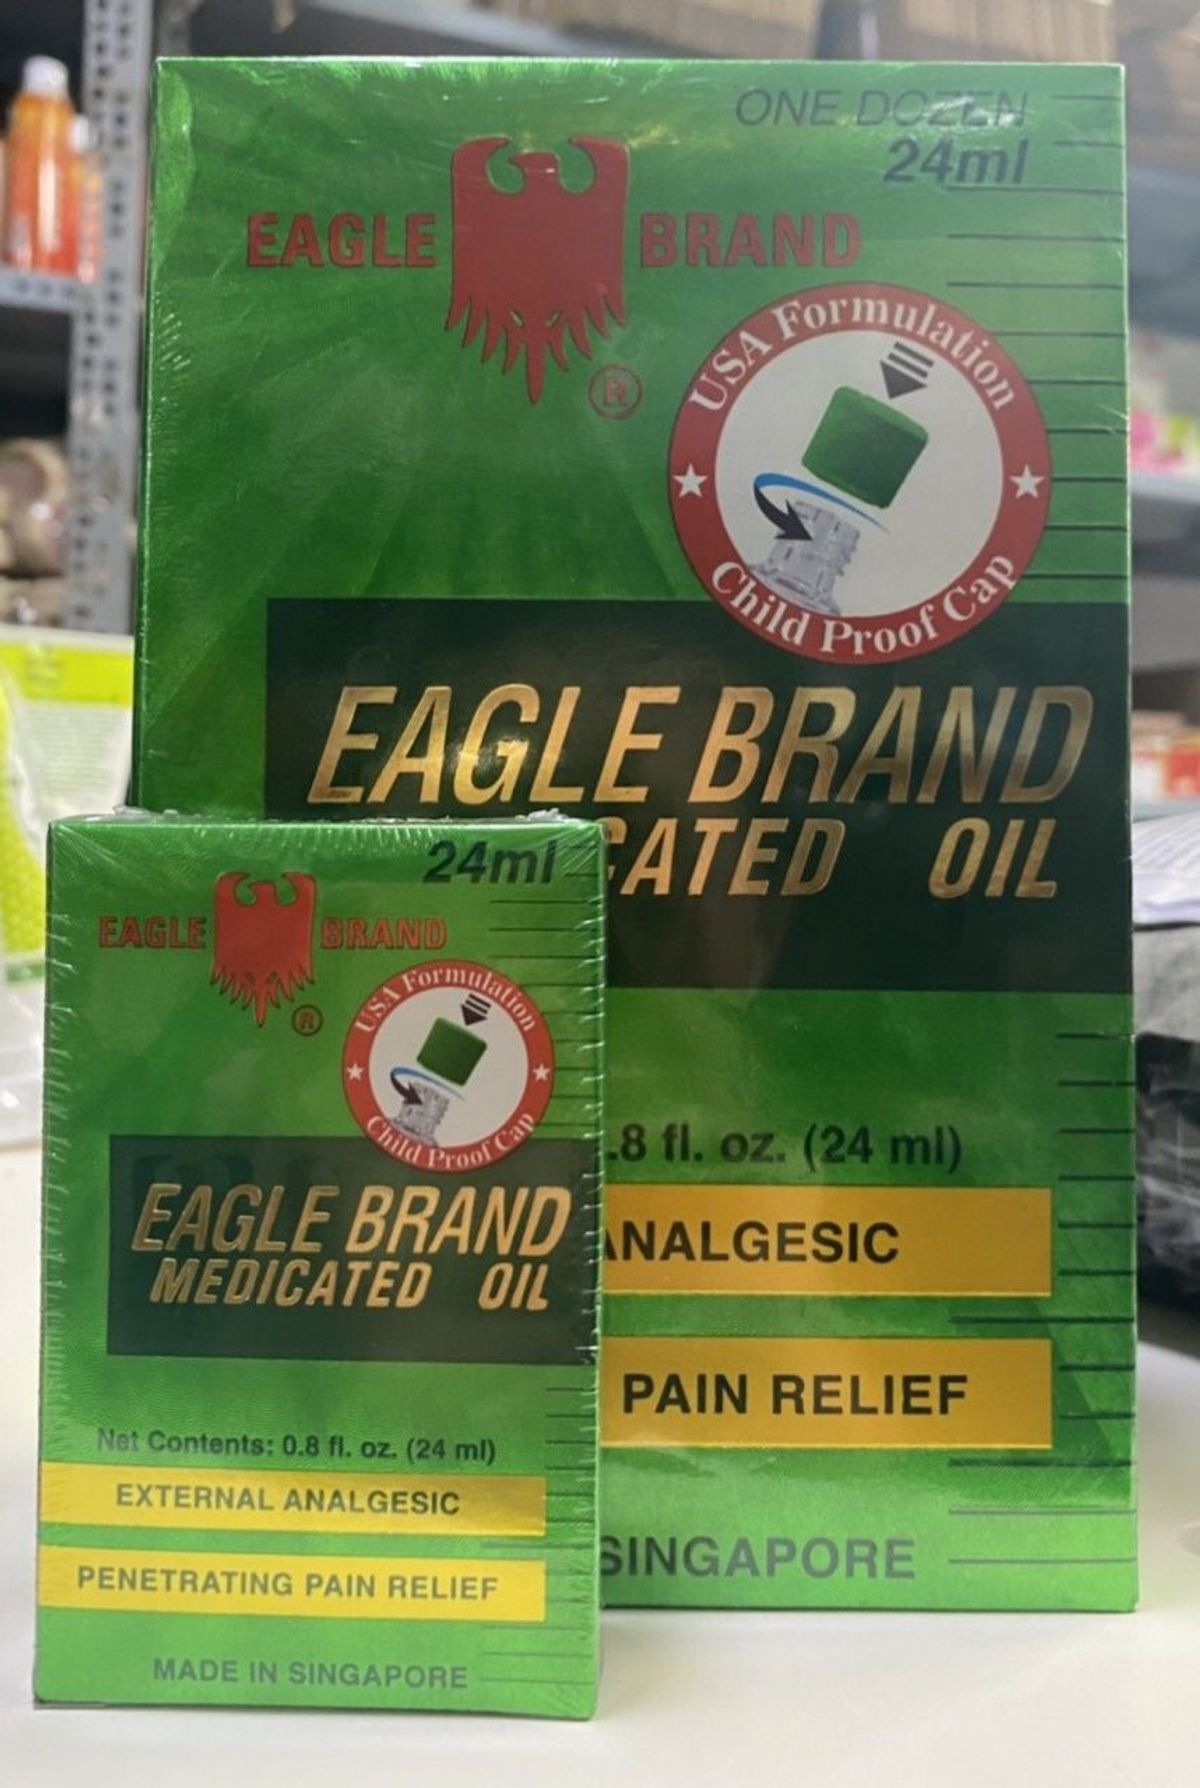 ONE DOZEN
24ml
EAGLE BRAND
®
USA Formulation
Child Proof Cap
EAGLE BRAND
CATED OIL
.8 fl. oz. (24 ml)
ANALGESIC
PAIN RELIEF
SINGAPORE
24ml
EAGLE BRAND
®
USA Formulation
Child Proof Cap
EAGLE BRAND
MEDICATED OIL
Net Contents: 0.8 fl. oz. (24 ml)
EXTERNAL ANALGESIC
PENETRATING PAIN RELIEF
MADE IN SINGAPORE